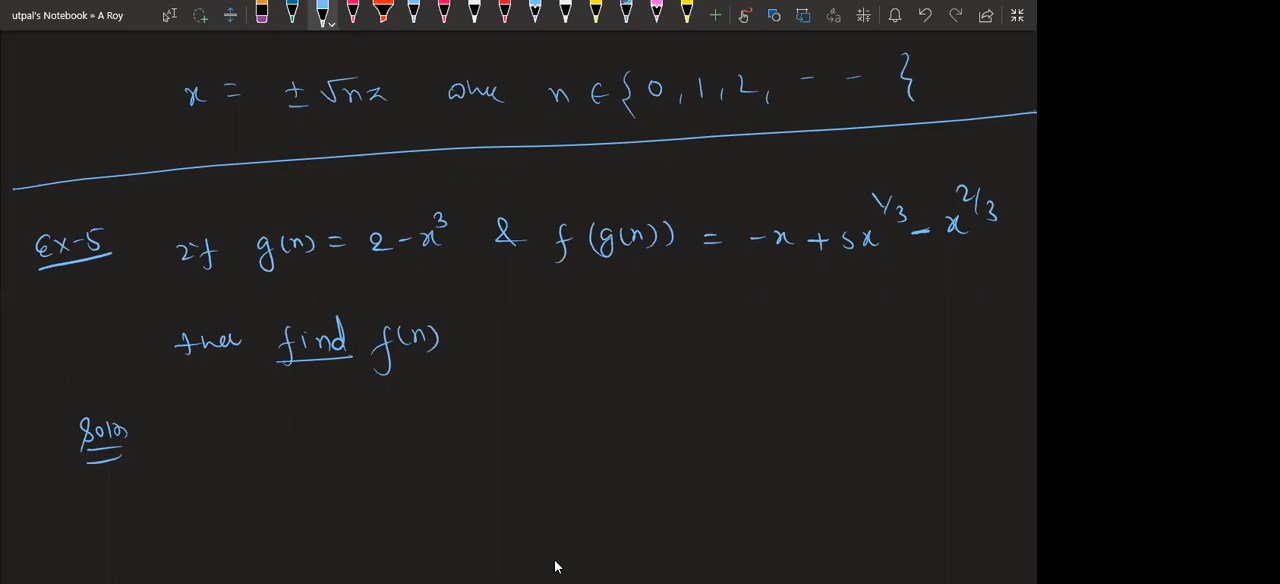 utpal's Notebook » A Roy
x = ± √nπ where n ∈ {0, 1, 2, - - }
Ex-5 If g(x) = 2 - x^3 & f(g(x)) = -x + 5x^1/3 - x^2/3
then find f(x)
Soln